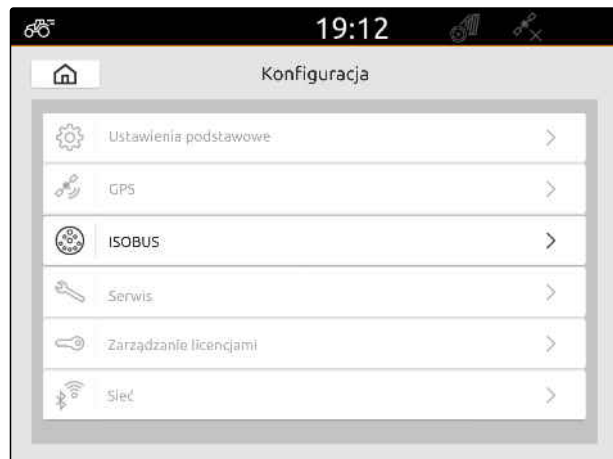 19:12
Konfiguracja
Ustawienia podstawowe
GPS
ISOBUS
Serwis
Zarządzanie licencjami
Sieć